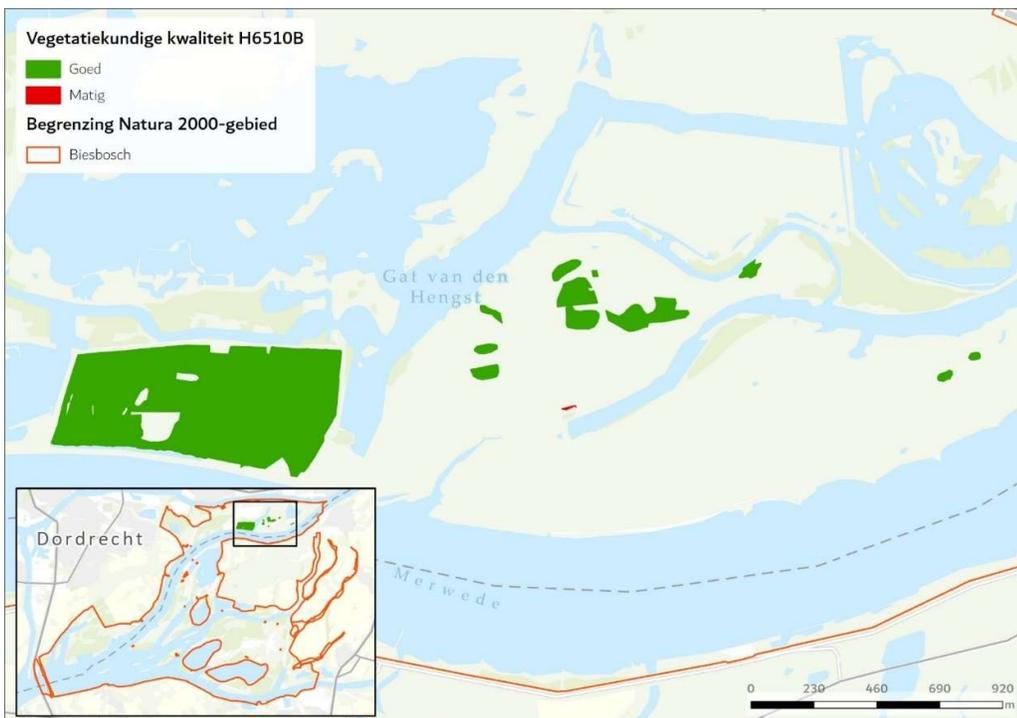 Vegetatiekundige kwaliteit H6510B
Goed
Matig
Begrenzing Natura 2000-gebied
Biesbosch
Gat van den
Hengst
Dordrecht
Merwede
0 230 460 690 920
m